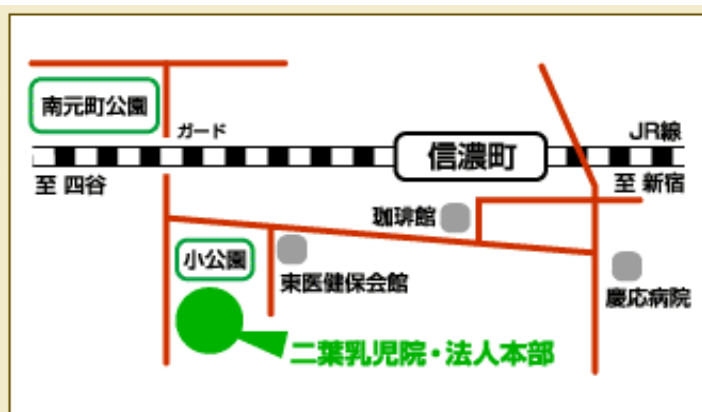 南元町公園
ガード
信濃町
JR線
至 四谷
至 新宿
珈琲館
小公園
東医健保会館
慶応病院
二葉乳児院・法人本部